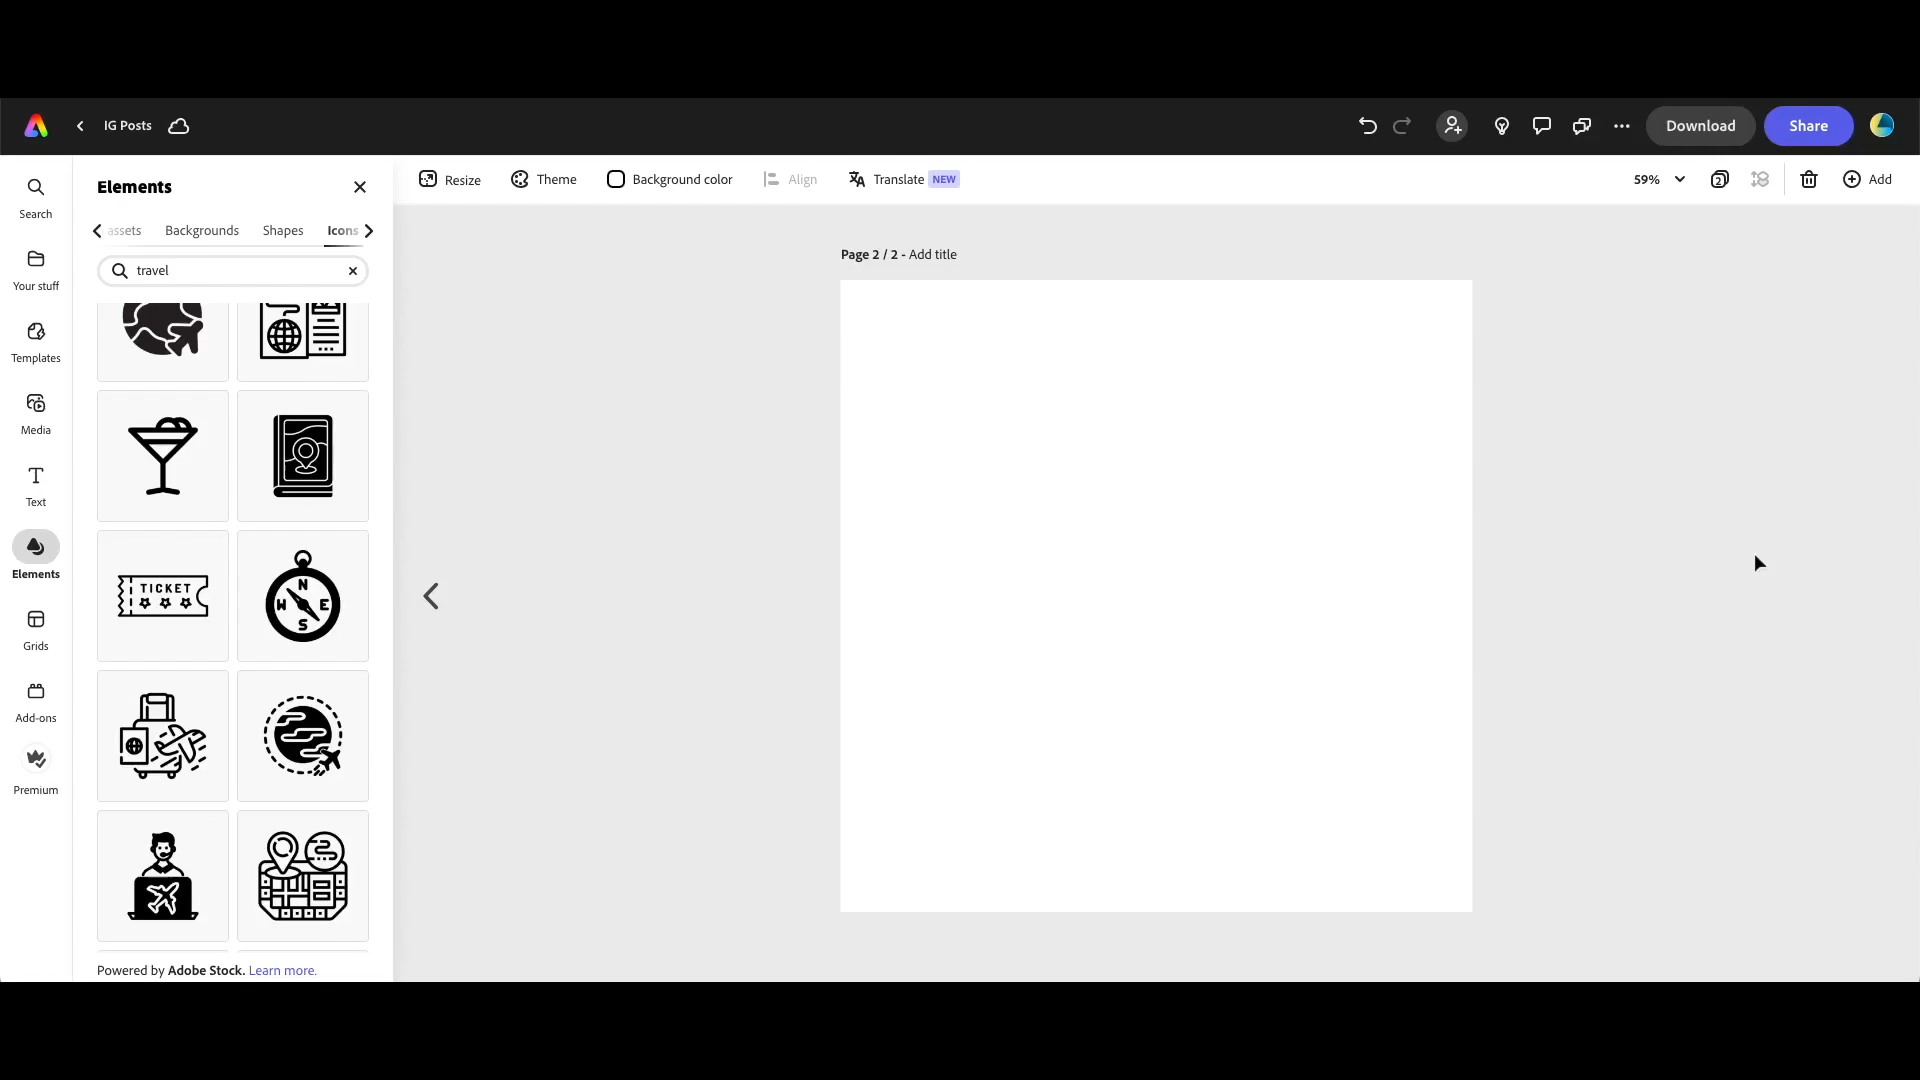 IG Posts
Download
Share
Search
Your stuff
Templates
Media
Text
Elements
Grids
Add-ons
Premium
Elements
assets Backgrounds Shapes Icons
travel
TICKET
N
W E
S
Powered by Adobe Stock. Learn more.
Resize Theme Background color Align Translate NEW
59% 2 Add
Page 2 / 2 - Add title